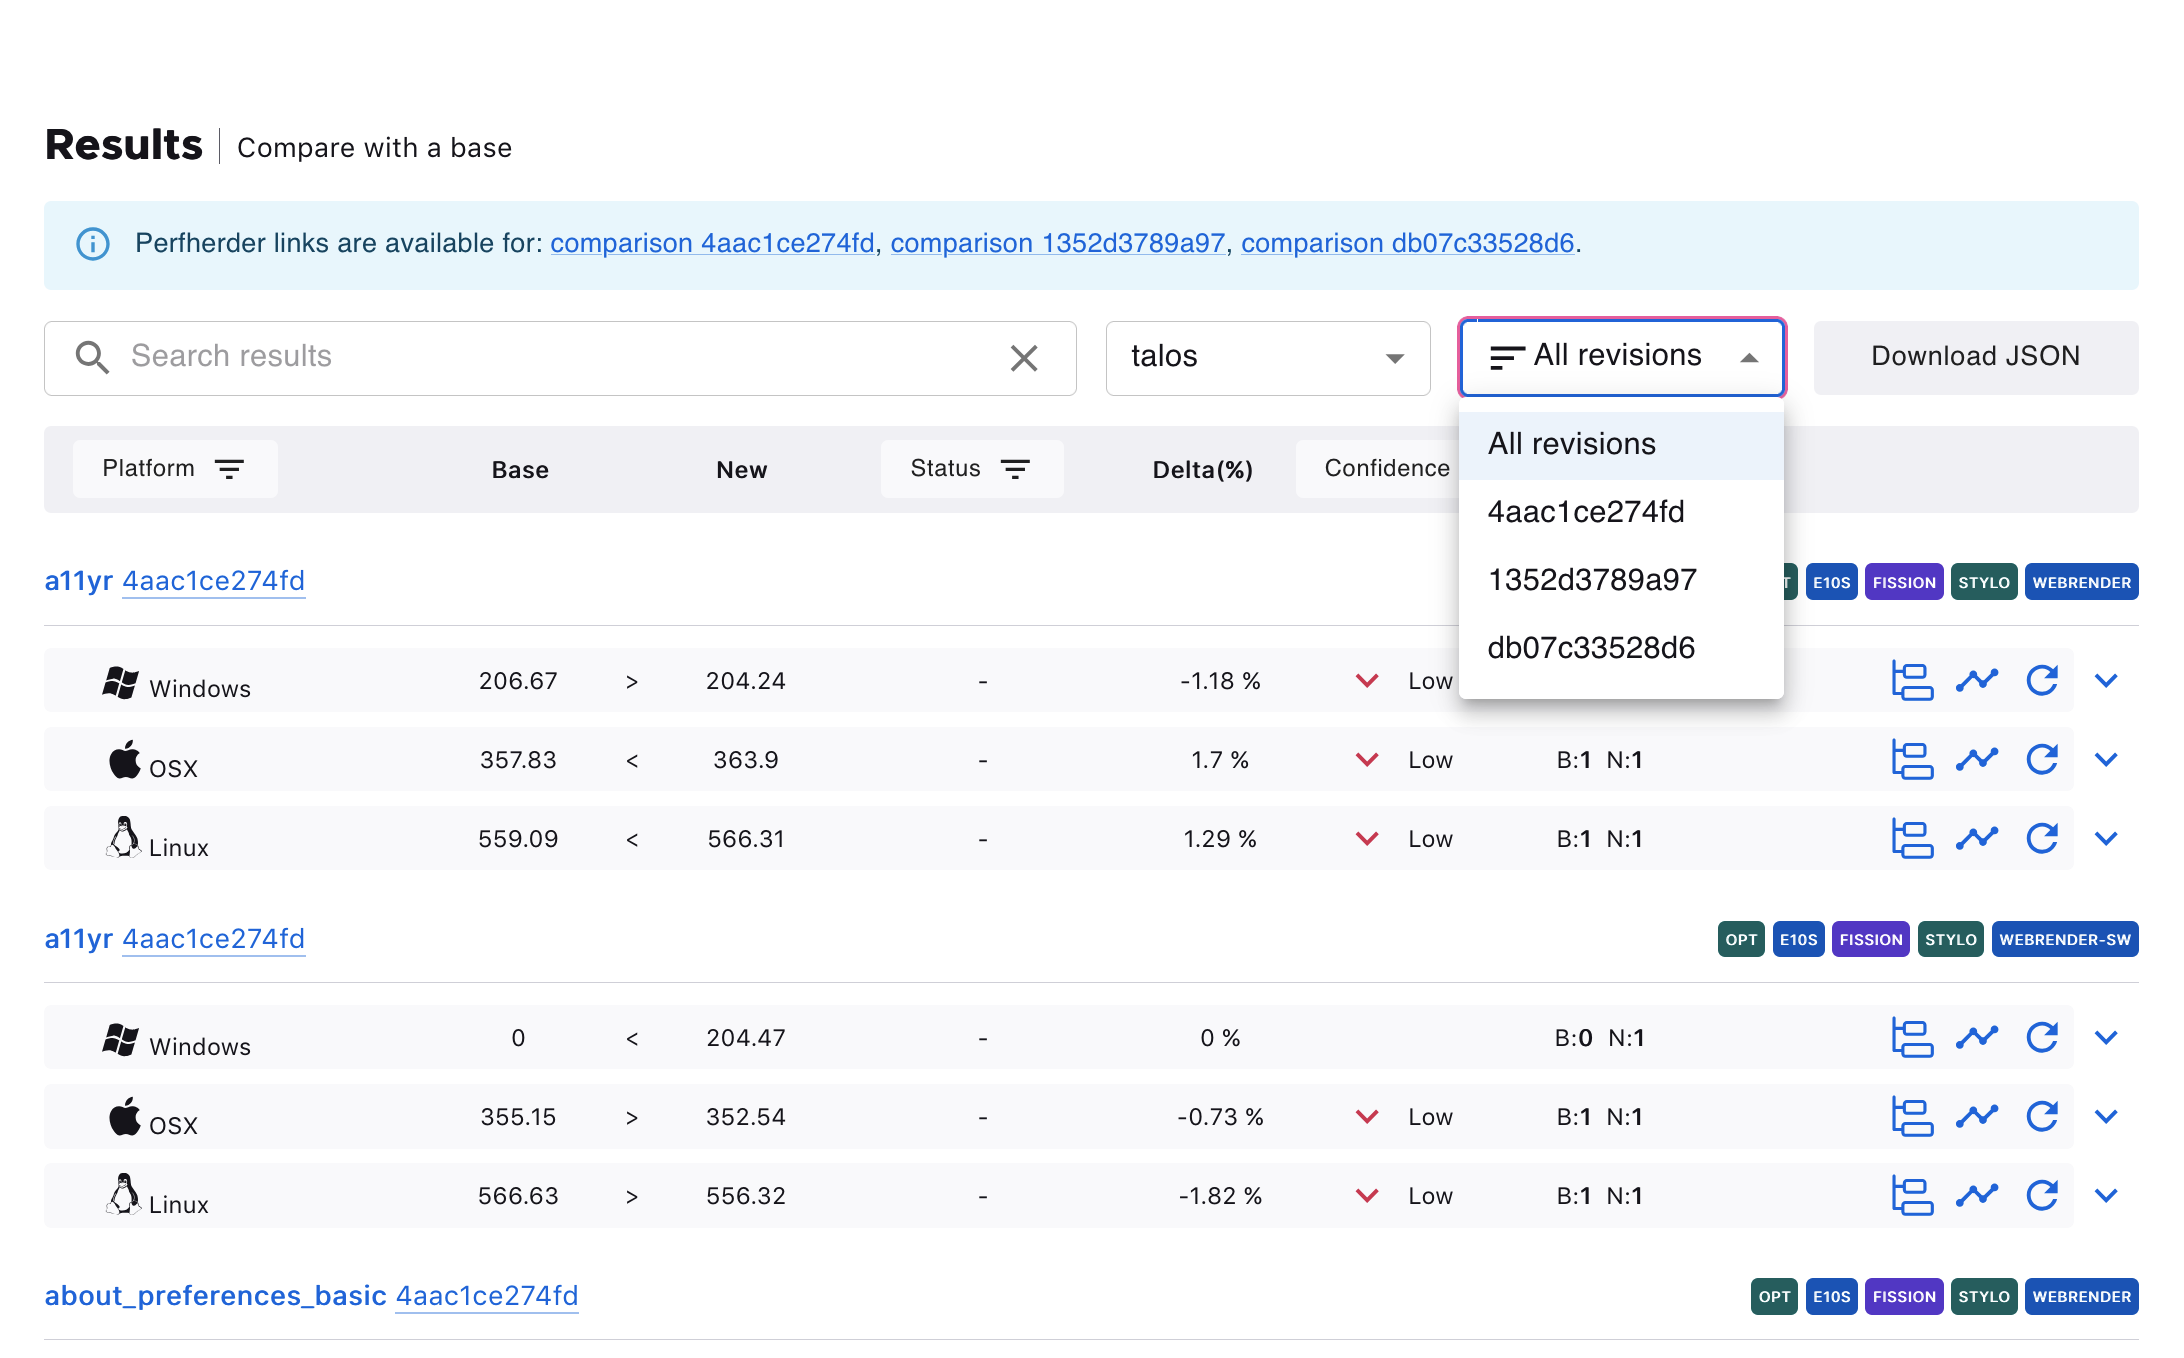 Results | Compare with a base
Perfherder links are available for: comparison 4aac1ce274fd, comparison 1352d3789a97, comparison db07c33528d6.
Search results
talos
All revisions
Download JSON
All revisions
4aac1ce274fd
1352d3789a97
db07c33528d6
Platform Base New Status Delta(%) Confidence
a11yr 4aac1ce274fd E10S FISSION STYLO WEBRENDER
Windows 206.67 > 204.24 - -1.18 % Low
OSX 357.83 < 363.9 - 1.7 % Low B:1 N:1
Linux 559.09 < 566.31 - 1.29 % Low B:1 N:1
a11yr 4aac1ce274fd OPT E10S FISSION STYLO WEBRENDER-SW
Windows 0 < 204.47 - 0 % B:0 N:1
OSX 355.15 > 352.54 - -0.73 % Low B:1 N:1
Linux 566.63 > 556.32 - -1.82 % Low B:1 N:1
about_preferences_basic 4aac1ce274fd OPT E10S FISSION STYLO WEBRENDER